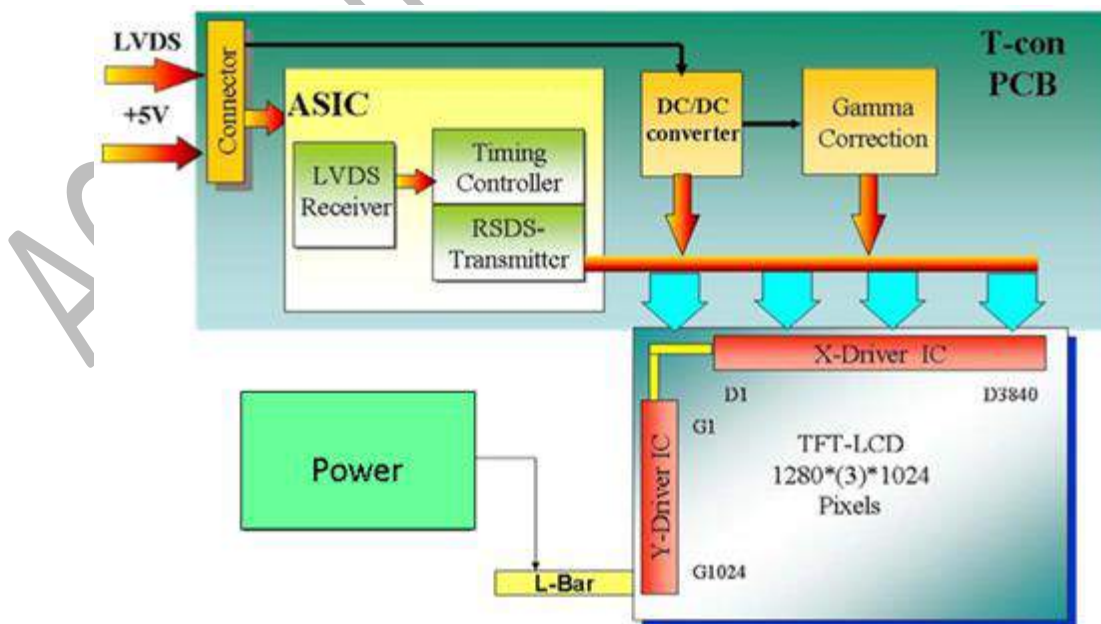 LVDS
+5V
Connector
ASIC
LVDS
Receiver
Timing
Controller
RSDS-
Transmitter
DC/DC
converter
Gamma
Correction
T-con
PCB
X-Driver IC
D1
D3840
G1
Y-Driver IC
TFT-LCD
1280*(3)*1024
Pixels
G1024
Power
L-Bar